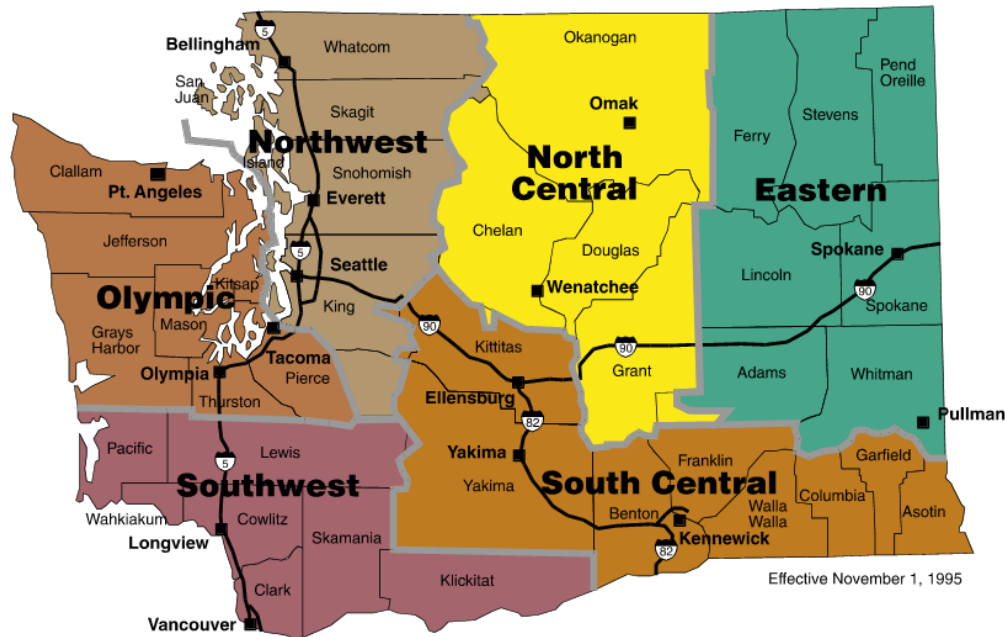 5
Bellingham
Whatcom
Okanogan
Pend
Oreille
San
Juan
Skagit
Omak
Stevens
Ferry
Northwest
Island
Snohomish
North
Central
Clallam
Pt. Angeles
Everett
Eastern
Chelan
Jefferson
Douglas
5
Seattle
Spokane
Lincoln
Kitsap
Olympic
King
Wenatchee
90
Spokane
Mason
Grays
Harbor
90
Kittitas
90
Tacoma
Pierce
Olympia
Grant
Adams
Whitman
Thurston
Ellensburg
82
Pullman
Pacific
5
Lewis
Yakima
Franklin
Garfield
Southwest
Yakima
South Central
Columbia
Wahkiakum
Cowlitz
Benton
Walla
Walla
Asotin
Longview
Skamania
Kennewick
82
Klickitat
Effective November 1, 1995
Clark
Vancouver